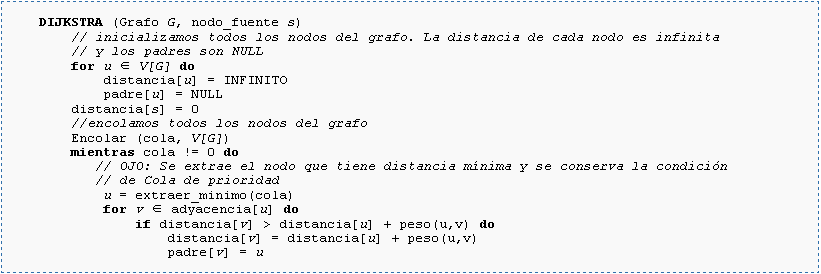 DIJKSTRA (Grafo G, nodo_fuente s)
// inicializamos todos los nodos del grafo. La distancia de cada nodo es infinita
// y los padres son NULL
for u ∈ V[G] do
distancia[u] = INFINITO
padre[u] = NULL
distancia[s] = 0
//encolamos todos los nodos del grafo
Encolar (cola, V[G])
mientras cola != 0 do
// OJO: Se extrae el nodo que tiene distancia mínima y se conserva la condición
// de Cola de prioridad
u = extraer_minimo(cola)
for v ∈ adyacencia[u] do
if distancia[v] > distancia[u] + peso(u,v) do
distancia[v] = distancia[u] + peso(u,v)
padre[v] = u